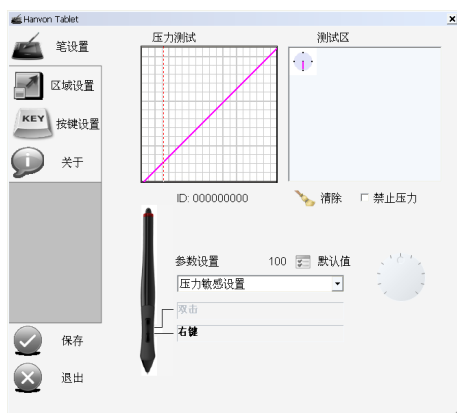 Hanvon Tablet
笔设置
区域设置
KEY 按键设置
关于
保存
退出
压力测试
测试区
ID: 000000000
清除
禁止压力
参数设置 100 默认值
压力敏感设置
双击
右键